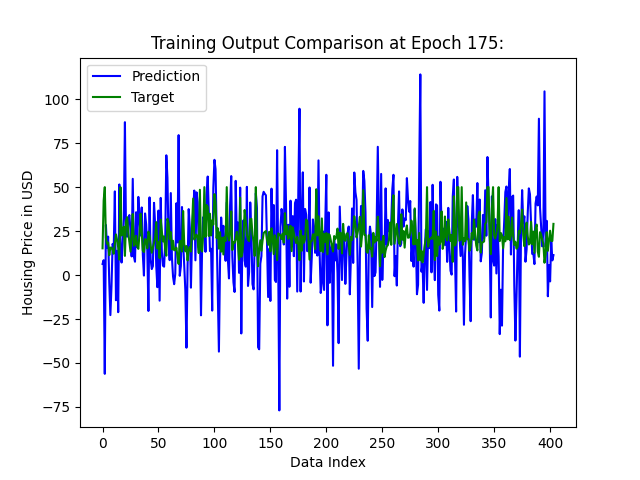 Training Output Comparison at Epoch 175:
Prediction
Target
Housing Price in USD
100
75
50
25
0
−25
−50
−75
0 50 100 150 200 250 300 350 400
Data Index